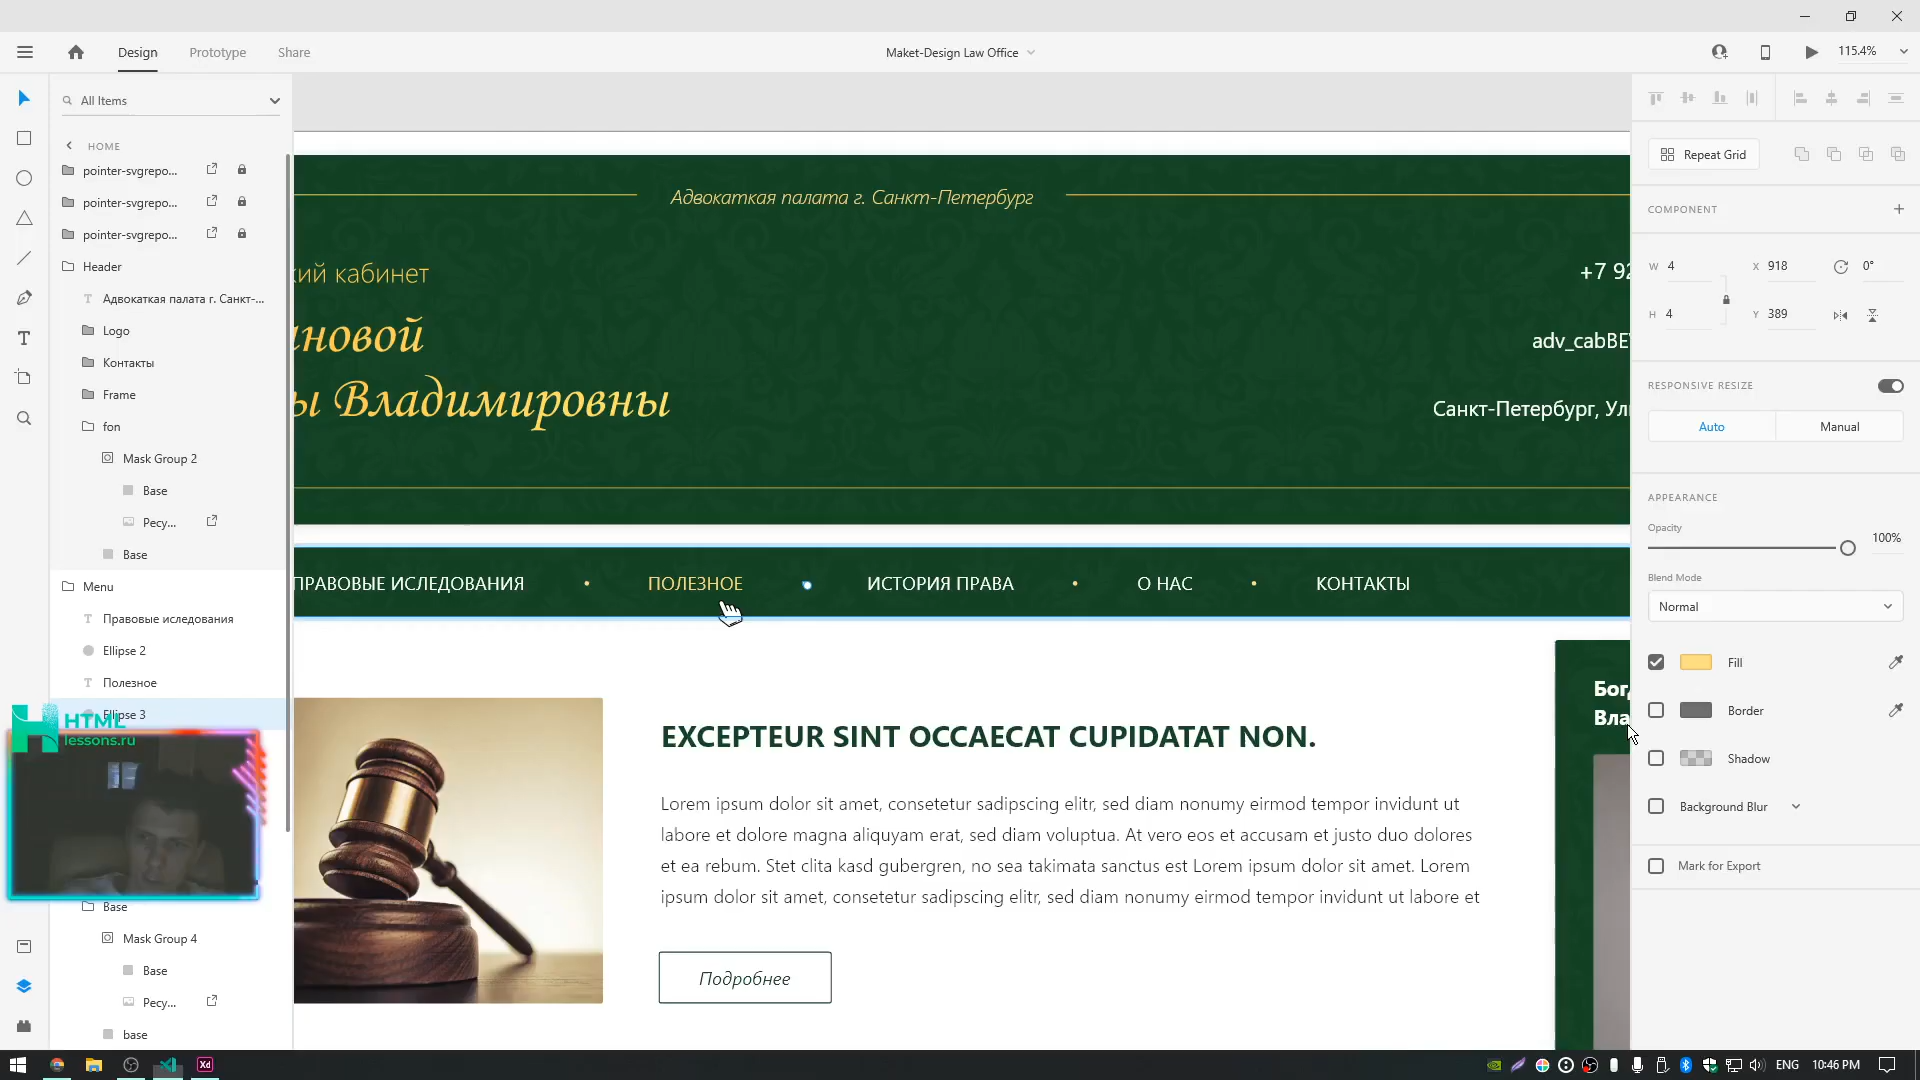 Design
Prototype
Share
Maket-Design Law Office
115.4%
All Items
HOME
pointer-svgrepo...
pointer-svgrepo...
pointer-svgrepo...
Header
Адвокаткая палата г. Санкт-...
Logo
Контакты
Frame
fon
Mask Group 2
Base
Ресу...
Base
Menu
Правовые иследования
Ellipse 2
Полезное
Ellipse 3
HTML
lessons.ru
Base
Mask Group 4
Base
Ресу...
base
Адвокаткая палата г. Санкт-Петербург
кий кабинет
ановой
ы Владимировны
+7 92
adv_cabBE
Санкт-Петербург, Ул
ПРАВОВЫЕ ИСЛЕДОВАНИЯ
ПОЛЕЗНОЕ
ИСТОРИЯ ПРАВА
О НАС
КОНТАКТЫ
EXCEPTEUR SINT OCCAECAT CUPIDATAT NON.
Lorem ipsum dolor sit amet, consetetur sadipscing elitr, sed diam nonumy eirmod tempor invidunt ut
labore et dolore magna aliquyam erat, sed diam voluptua. At vero eos et accusam et justo duo dolores
et ea rebum. Stet clita kasd gubergren, no sea takimata sanctus est Lorem ipsum dolor sit amet. Lorem
ipsum dolor sit amet, consetetur sadipscing elitr, sed diam nonumy eirmod tempor invidunt ut labore et
Подробнее
Бог
Вла
Repeat Grid
COMPONENT
W 4
X 918
0°
H 4
Y 389
RESPONSIVE RESIZE
Auto
Manual
APPEARANCE
Opacity
100%
Blend Mode
Normal
Fill
Border
Shadow
Background Blur
Mark for Export
Xd
ENG
10:46 PM